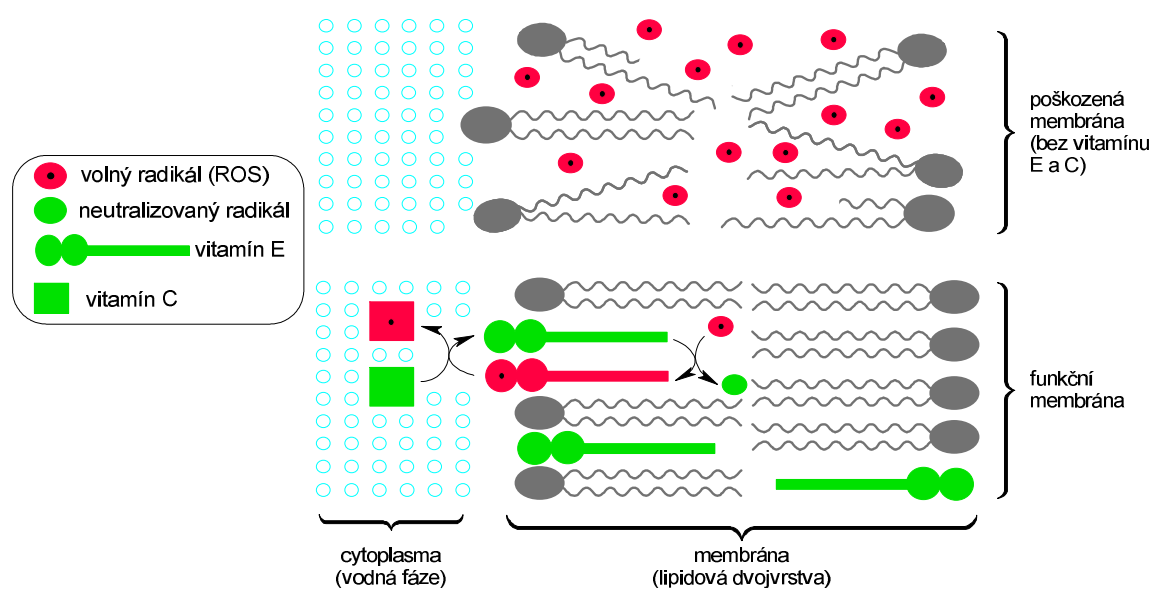 volný radikál (ROS)
neutralizovaný radikál
vitamín E
vitamín C
poškozená
membrána
(bez vitamínu
E a C)
funkční
membrána
cytoplasma
(vodná fáze)
membrána
(lipidová dvojvrstva)